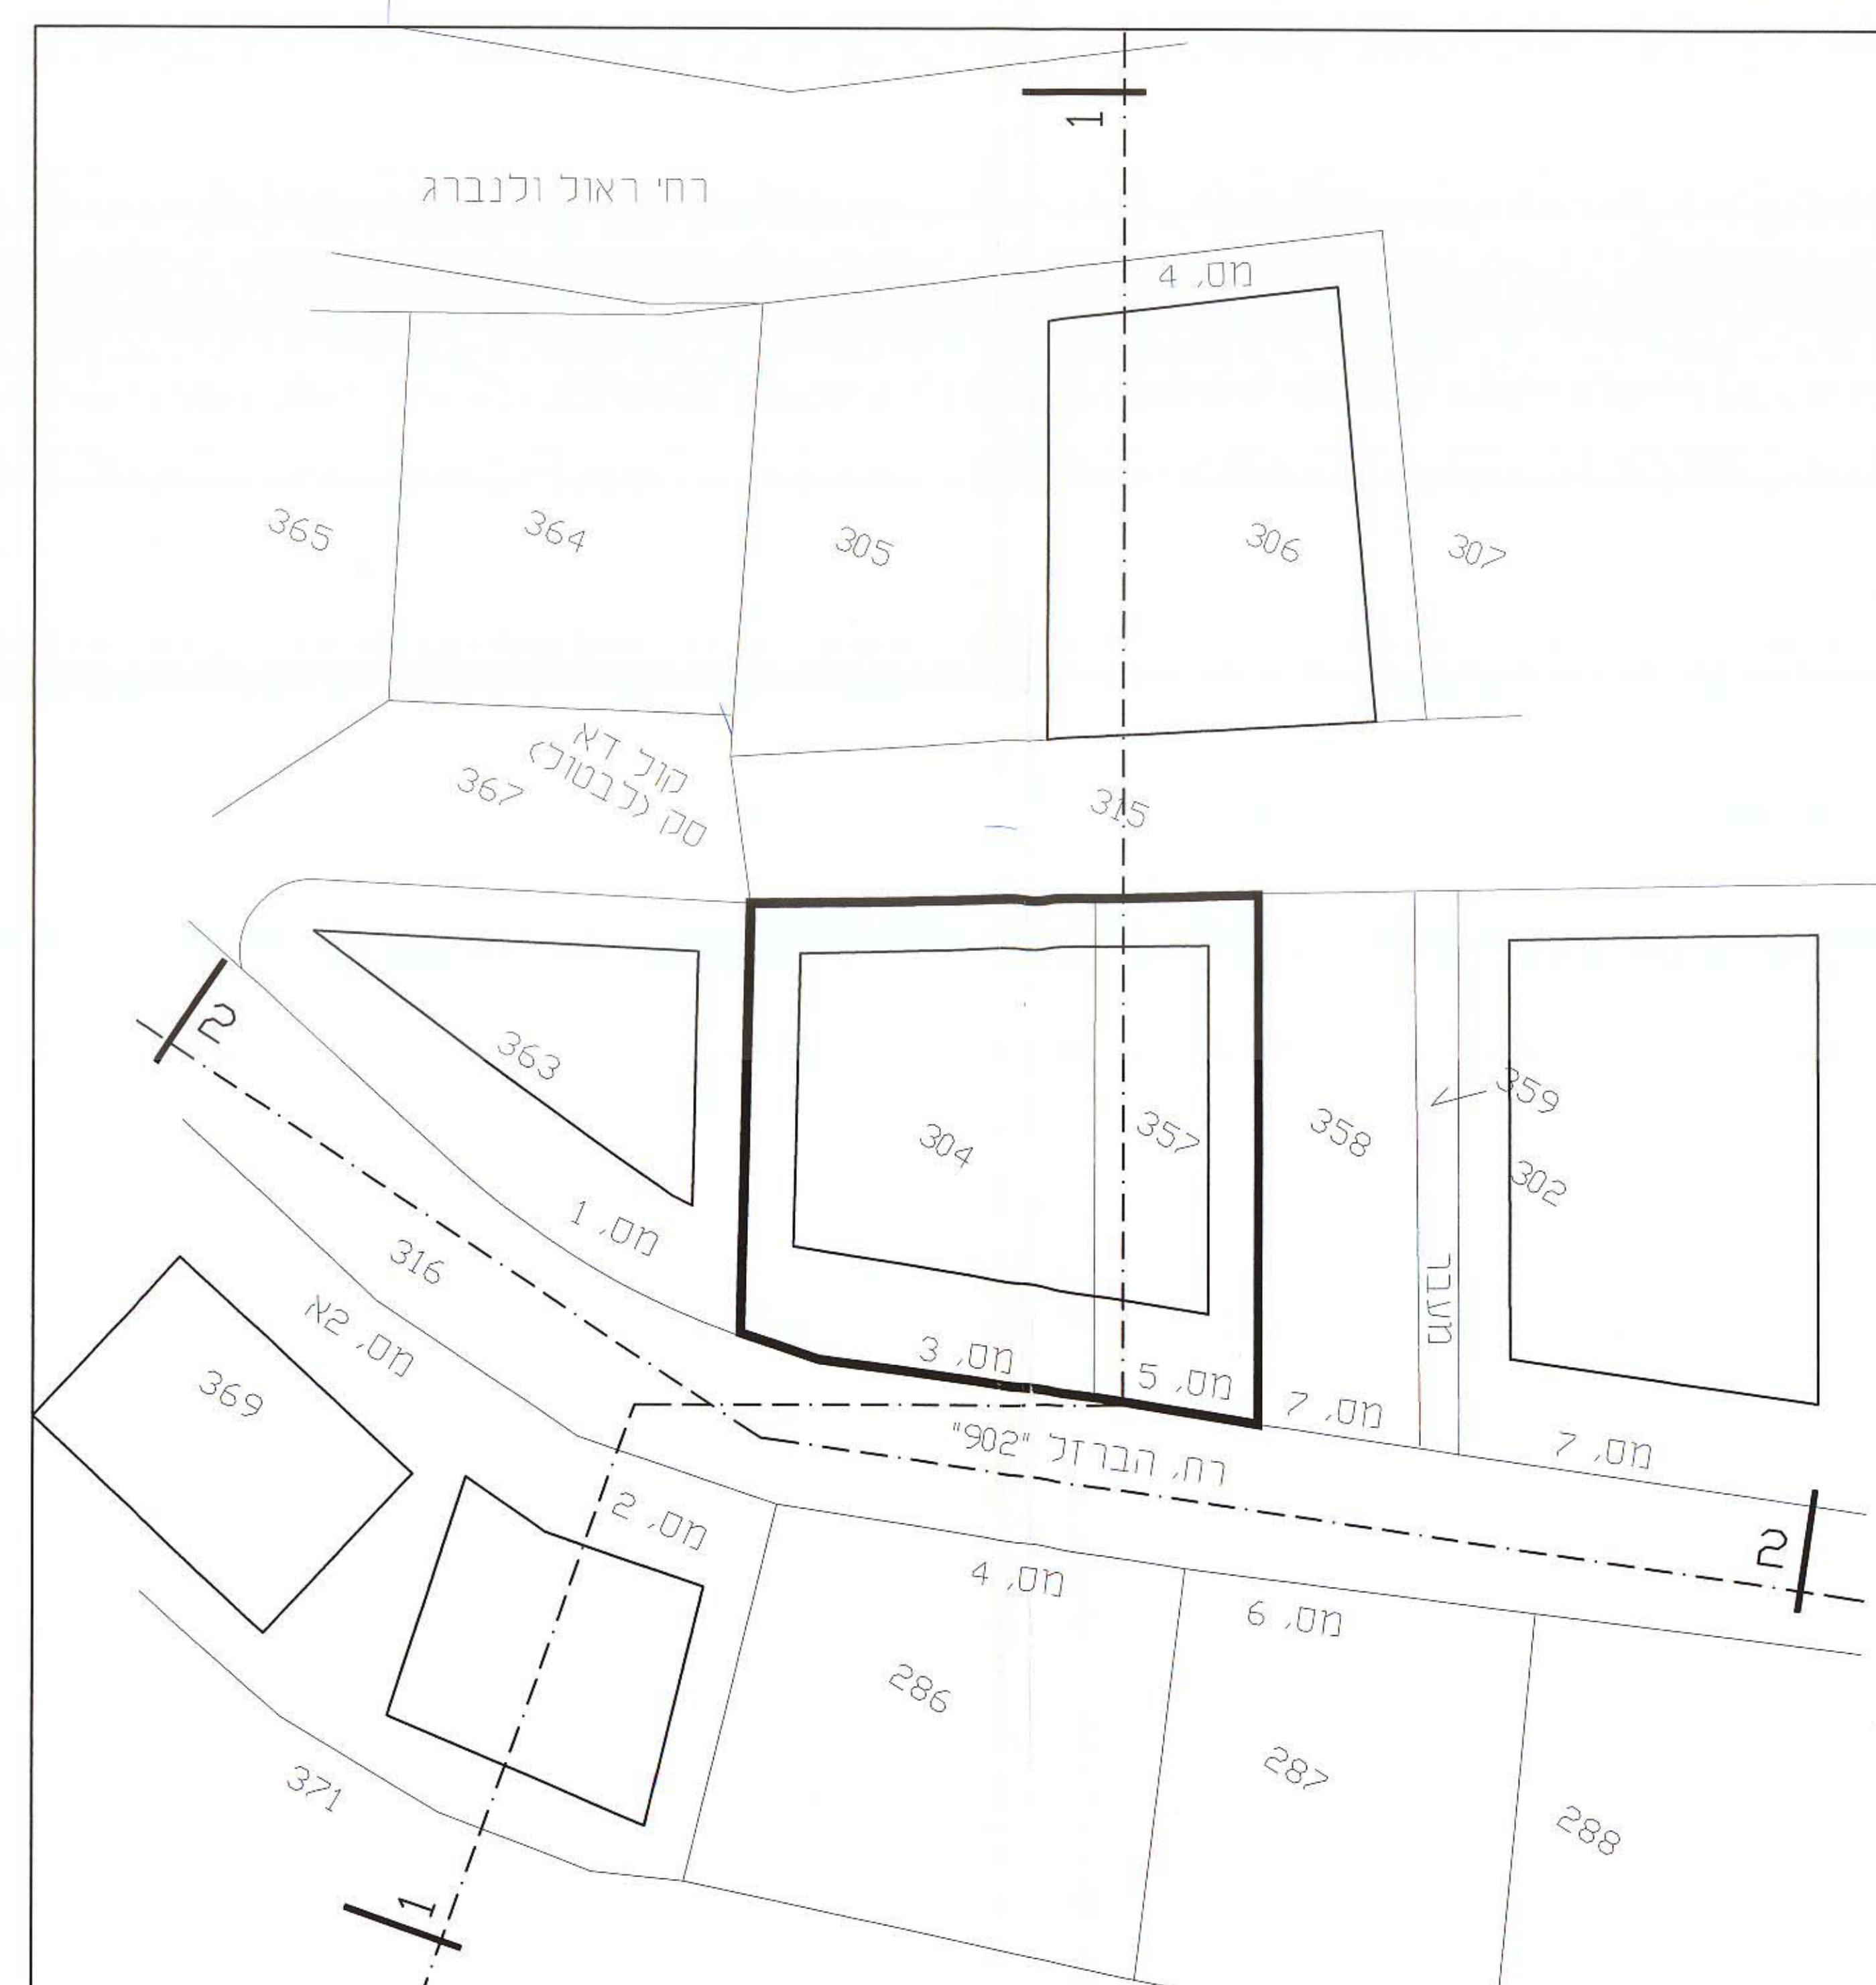 1
רחי ראול ולנברג
מס, 4
365
364
305
306
307
קול דא
סק (לבטול)
367
315
2
363
304
357
358
359
302
מעבר
מס, 1
316
מס, 2א
369
מס, 3
מס, 5
מס, 7
מס, 7
רח, הברזל "902"
2
מס, 2
מס, 4
מס, 6
286
287
288
371
1